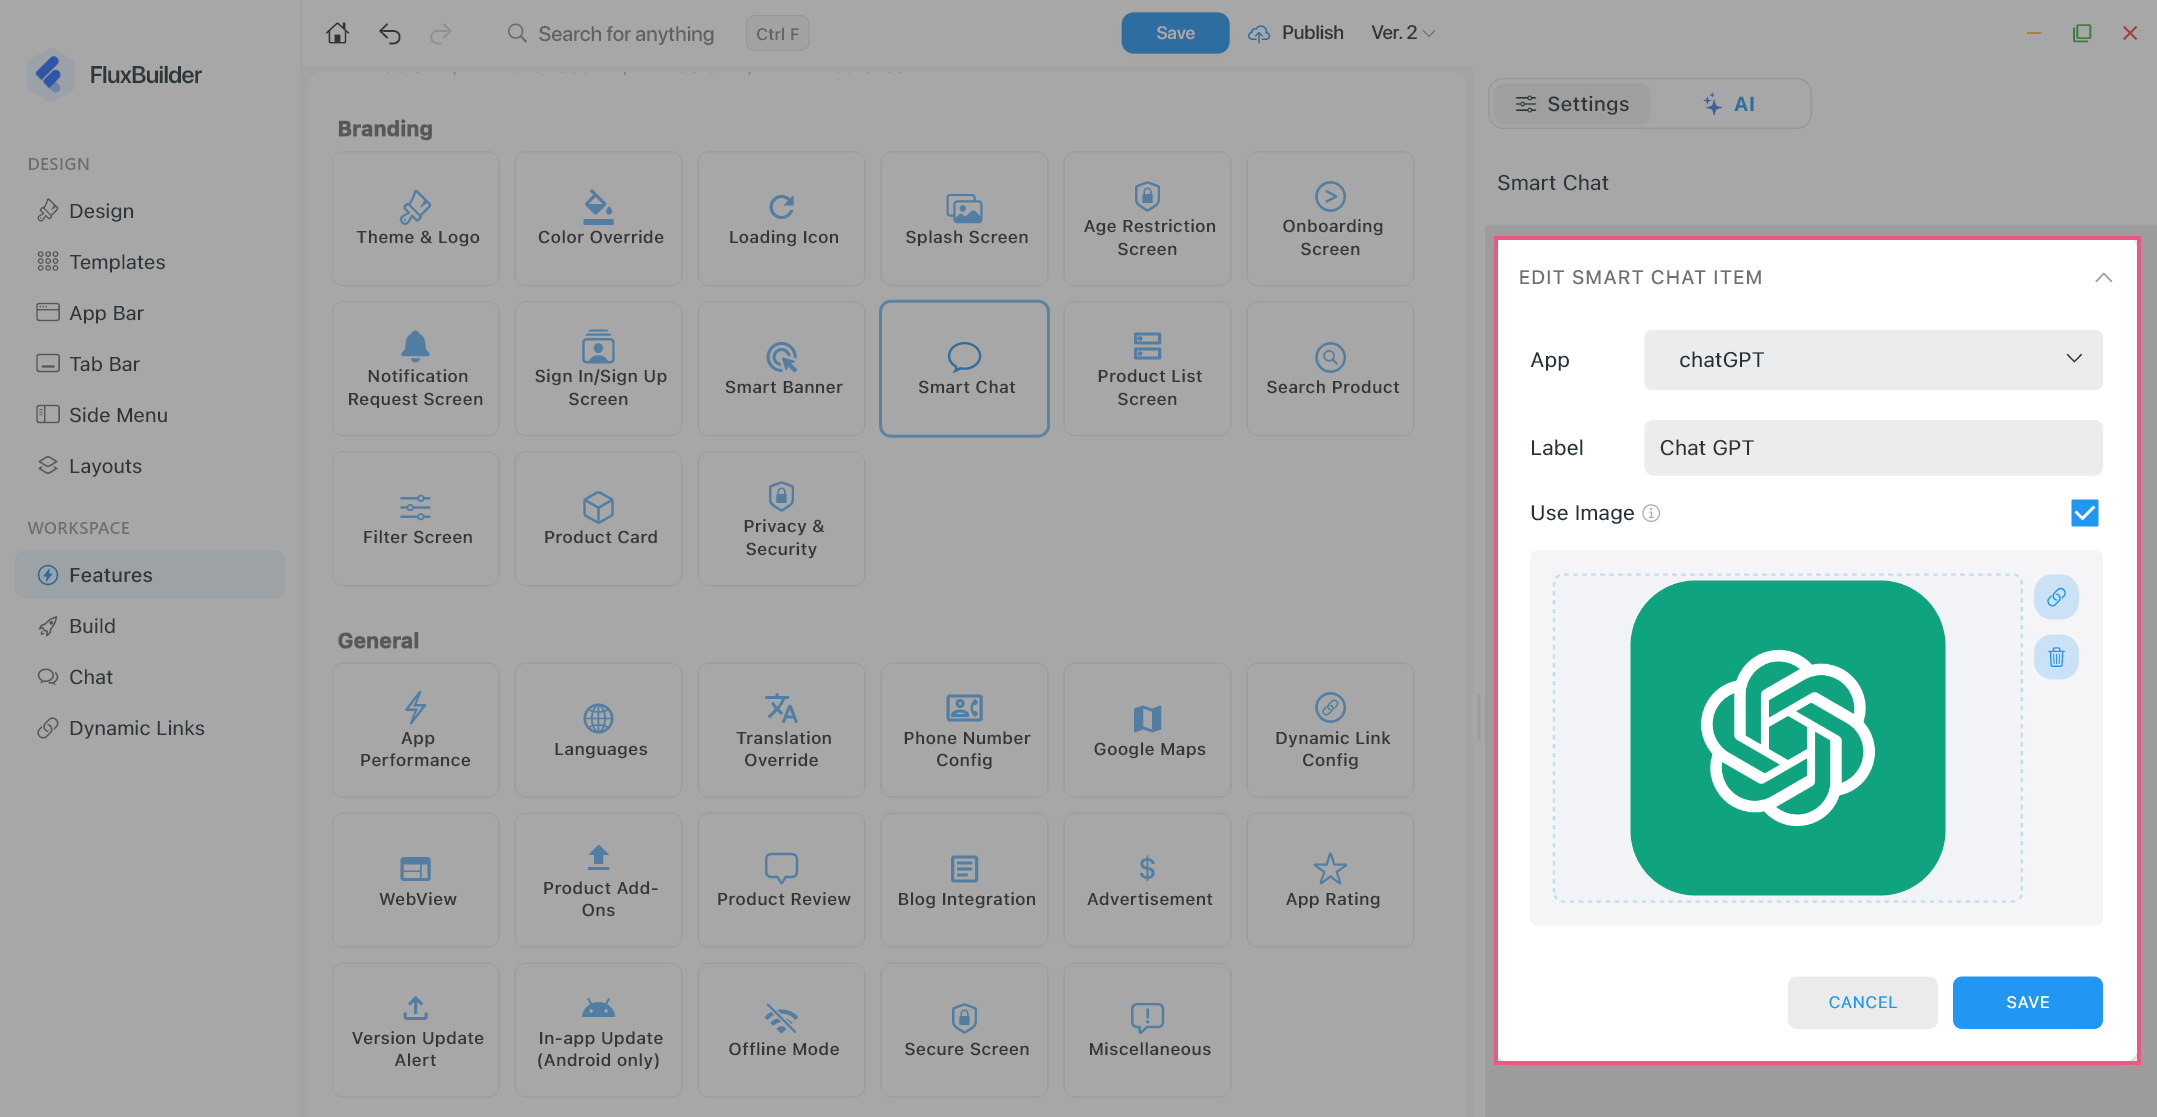 FluxBuilder
DESIGN
Design
Templates
App Bar
Tab Bar
Side Menu
Layouts
WORKSPACE
Features
Build
Chat
Dynamic Links
Search for anything
Ctrl F
Save
Publish
Ver. 2
Branding
Theme & Logo
Color Override
Loading Icon
Splash Screen
Age Restriction
Screen
Onboarding
Screen
Notification
Request Screen
Sign In/Sign Up
Screen
Smart Banner
Smart Chat
Product List
Screen
Search Product
Filter Screen
Product Card
Privacy &
Security
General
App
Performance
Languages
Translation
Override
Phone Number
Config
Google Maps
Dynamic Link
Config
WebView
Product Add-
Ons
Product Review
Blog Integration
Advertisement
App Rating
Version Update
Alert
In-app Update
(Android only)
Offline Mode
Secure Screen
Miscellaneous
Settings
AI
Smart Chat
EDIT SMART CHAT ITEM
App
chatGPT
Label
Chat GPT
Use Image
CANCEL
SAVE